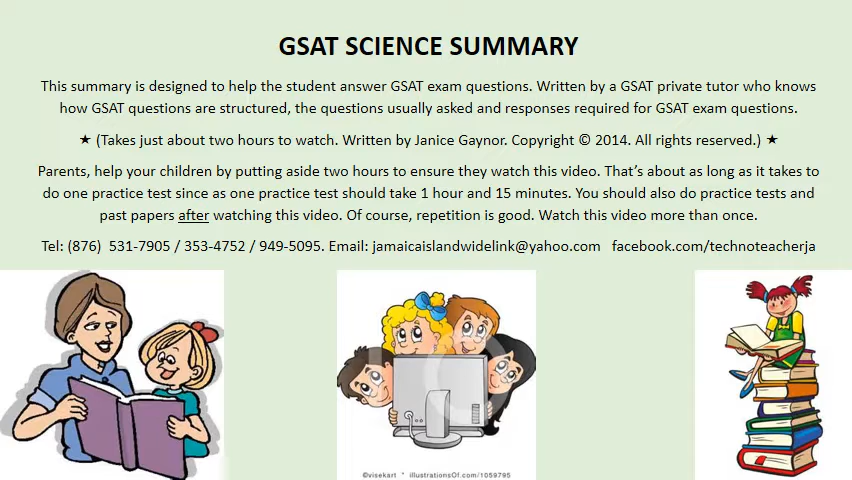 GSAT SCIENCE SUMMARY
This summary is designed to help the student answer GSAT exam questions. Written by a GSAT private tutor who knows
how GSAT questions are structured, the questions usually asked and responses required for GSAT exam questions.
★ (Takes just about two hours to watch. Written by Janice Gaynor. Copyright © 2014. All rights reserved.) ★
Parents, help your children by putting aside two hours to ensure they watch this video. That's about as long as it takes to
do one practice test since as one practice test should take 1 hour and 15 minutes. You should also do practice tests and
past papers after watching this video. Of course, repetition is good. Watch this video more than once.
Tel: (876) 531-7905 / 353-4752 / 949-5095. Email: jamaicaislandwidelink@yahoo.com facebook.com/technoteacherja
©visekart * illustrationsOf.com/1059795